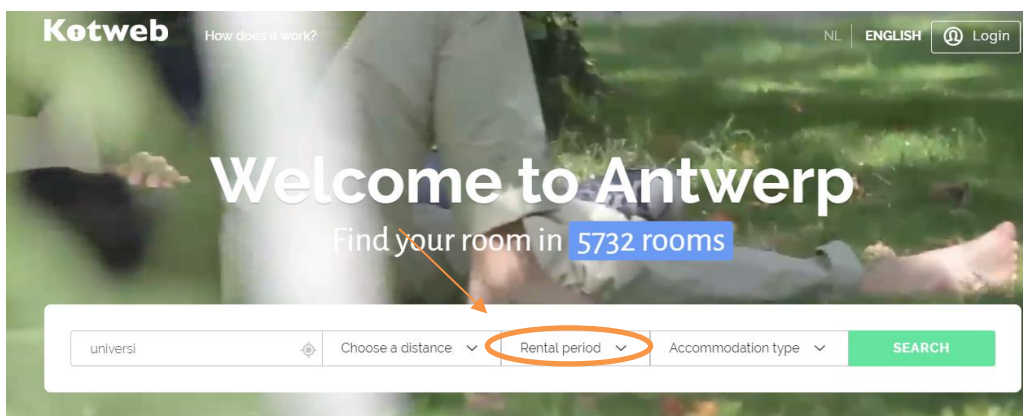 Kotweb How does it work? NL ENGLISH Login
Welcome to Antwerp
Find your room in 5732 rooms
universi Choose a distance Rental period Accommodation type SEARCH